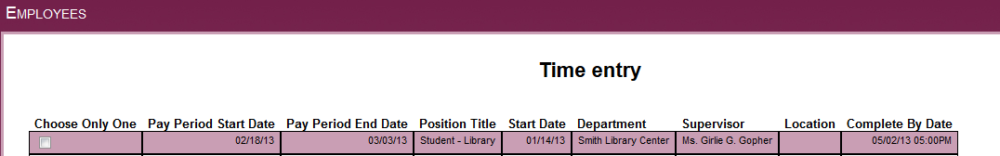 EMPLOYEES
Time entry
Choose Only One Pay Period Start Date Pay Period End Date Position Title Start Date Department Supervisor Location Complete By Date
02/18/13 03/03/13 Student - Library 01/14/13 Smith Library Center Ms. Girlie G. Gopher 05/02/13 05:00PM